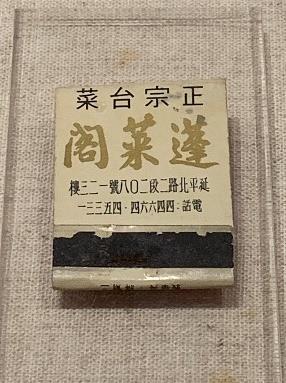 正宗台菜
蓬萊閣
延平北路二段二〇八號一二三樓
電話：四四六六四・四五三三一